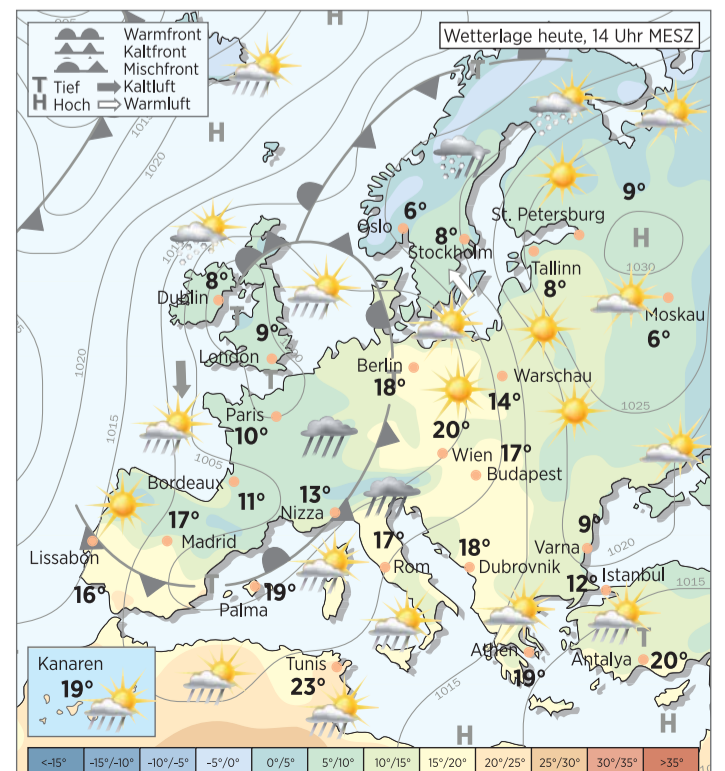 Warmfront
Kaltfront
Mischfront
T Tief Kaltluft
H Hoch Warmluft
Wetterlage heute, 14 Uhr MESZ
H
H
T
1015
1020
9°
6°
Oslo
8°
Stockholm
St. Petersburg
H
1030
Tallinn
8°
Moskau
6°
8°
Dublin
T
9°
London
T
1020
1015
Berlin
18°
T
Warschau
14°
1025
Paris
10°
20°
Wien
17°
Budapest
1005
Bordeaux
11°
13°
Nizza
17°
Madrid
Lissabon
16°
17°
Rom
18°
Dubrovnik
9°
Varna
1020
12°
Istanbul
1015
T
19°
Palma
T
Athen
19°
Antalya
20°
Kanaren
19°
Tunis
23°
1015
H
H
<-15° -15°/-10° -10°/-5° -5°/0° 0°/5° 5°/10° 10°/15° 15°/20° 20°/25° 25°/30° 30°/35° >35°